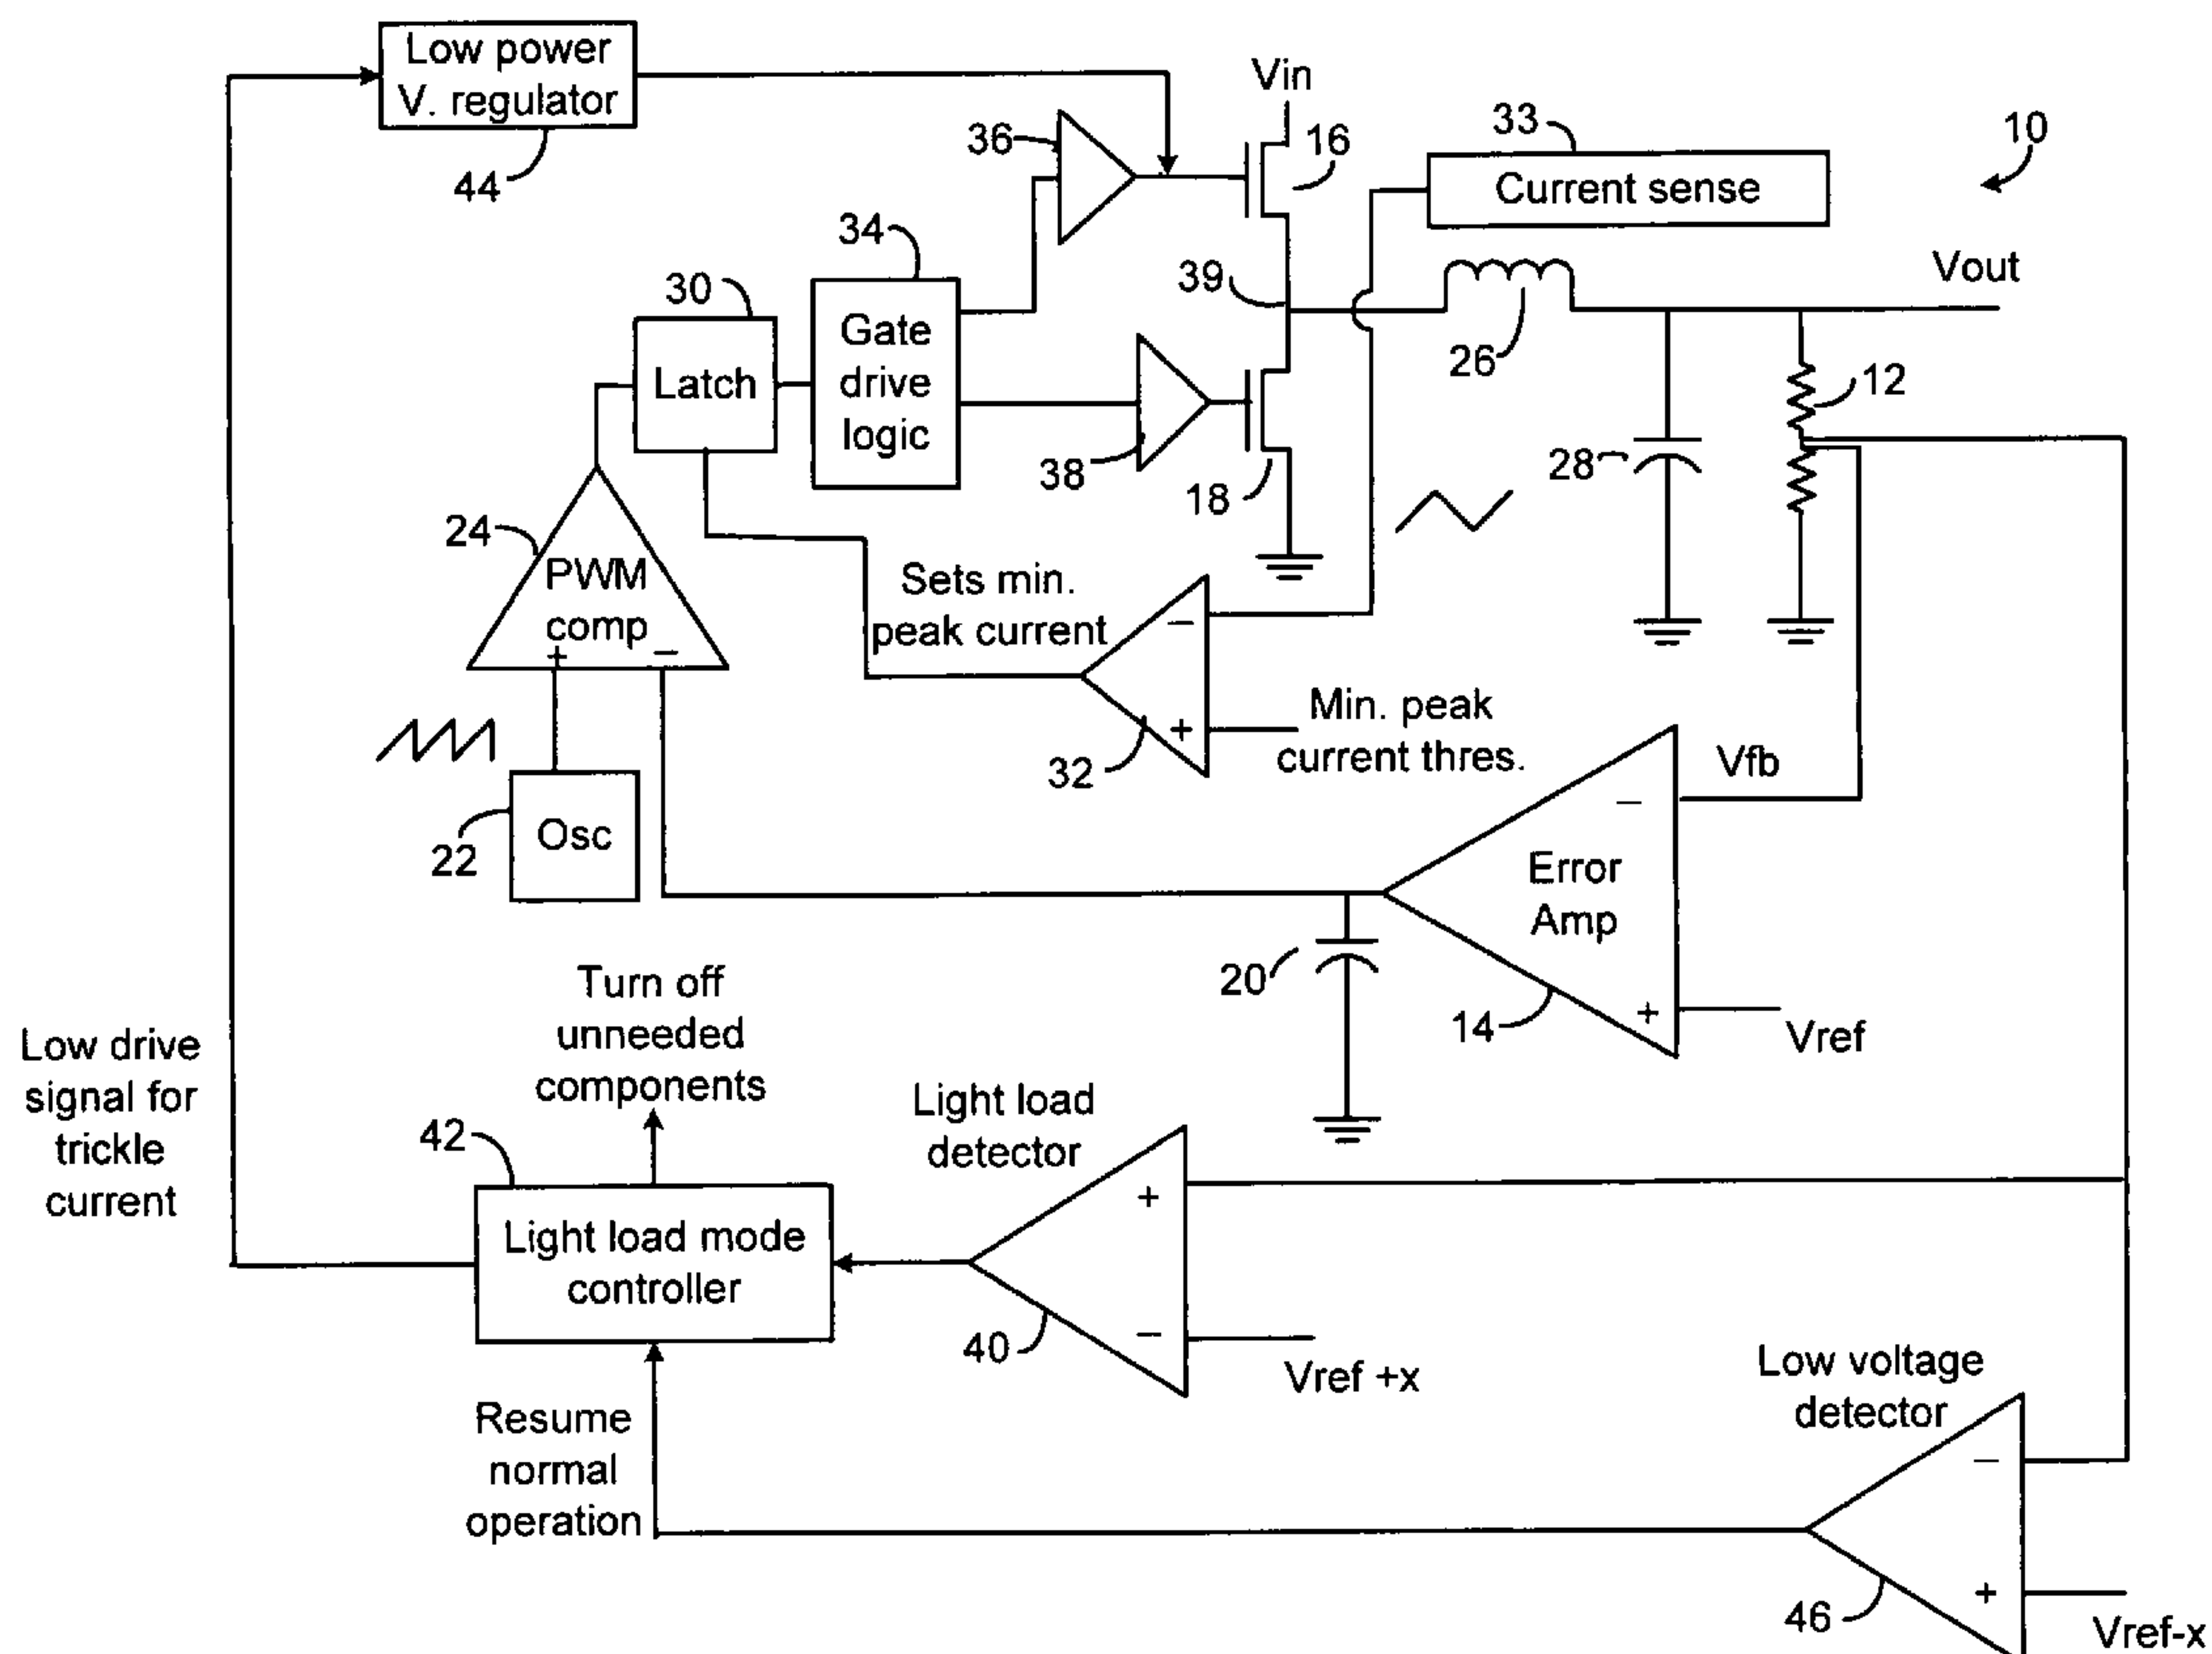 Low power
V. regulator
44
Vin
36
16
33
Current sense
10
34
Gate
drive
logic
30
Latch
39
Vout
26
12
28
38
18
24
PWM
comp
+
−
Sets min.
peak current
−
+
32
Min. peak
current thres.
Osc
22
Vfb
−
Error
Amp
+
14
Vref
20
Turn off
unneeded
components
Low drive
signal for
trickle
current
42
Light load mode
controller
Light load
detector
+
−
40
Vref +x
Resume
normal
operation
Low voltage
detector
−
+
46
Vref-x